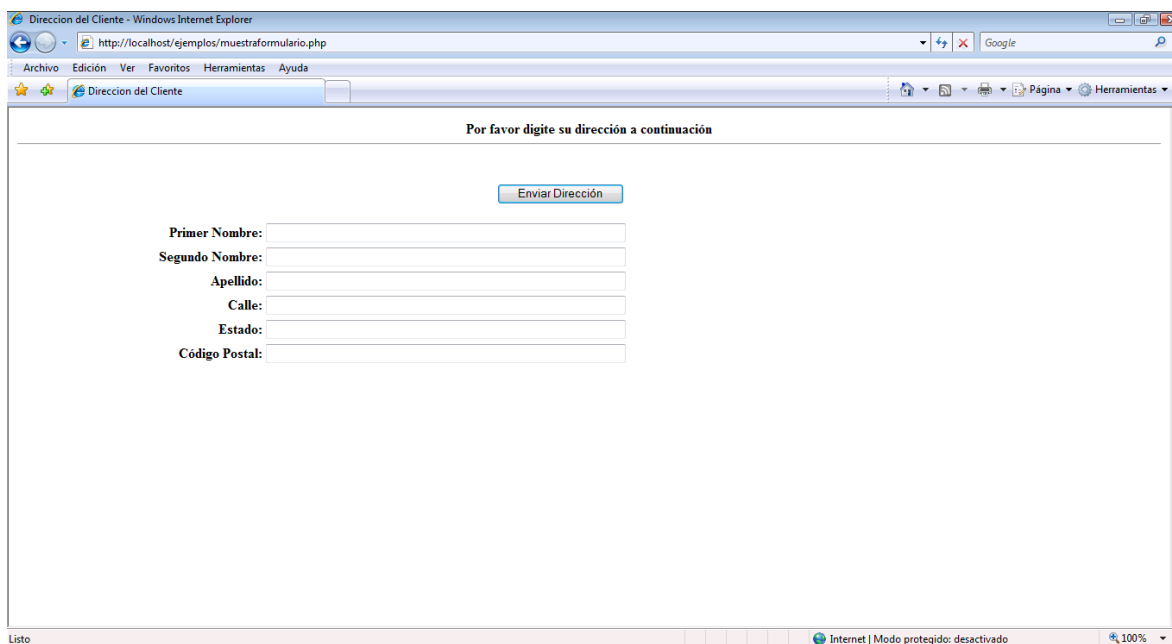 Direccion del Cliente - Windows Internet Explorer
http://localhost/ejemplos/muestraformulario.php
Google
Archivo Edición Ver Favoritos Herramientas Ayuda
Direccion del Cliente
Página
Herramientas
Por favor digite su dirección a continuación
Enviar Dirección
Primer Nombre:
Segundo Nombre:
Apellido:
Calle:
Estado:
Código Postal:
Listo
Internet | Modo protegido: desactivado
100%